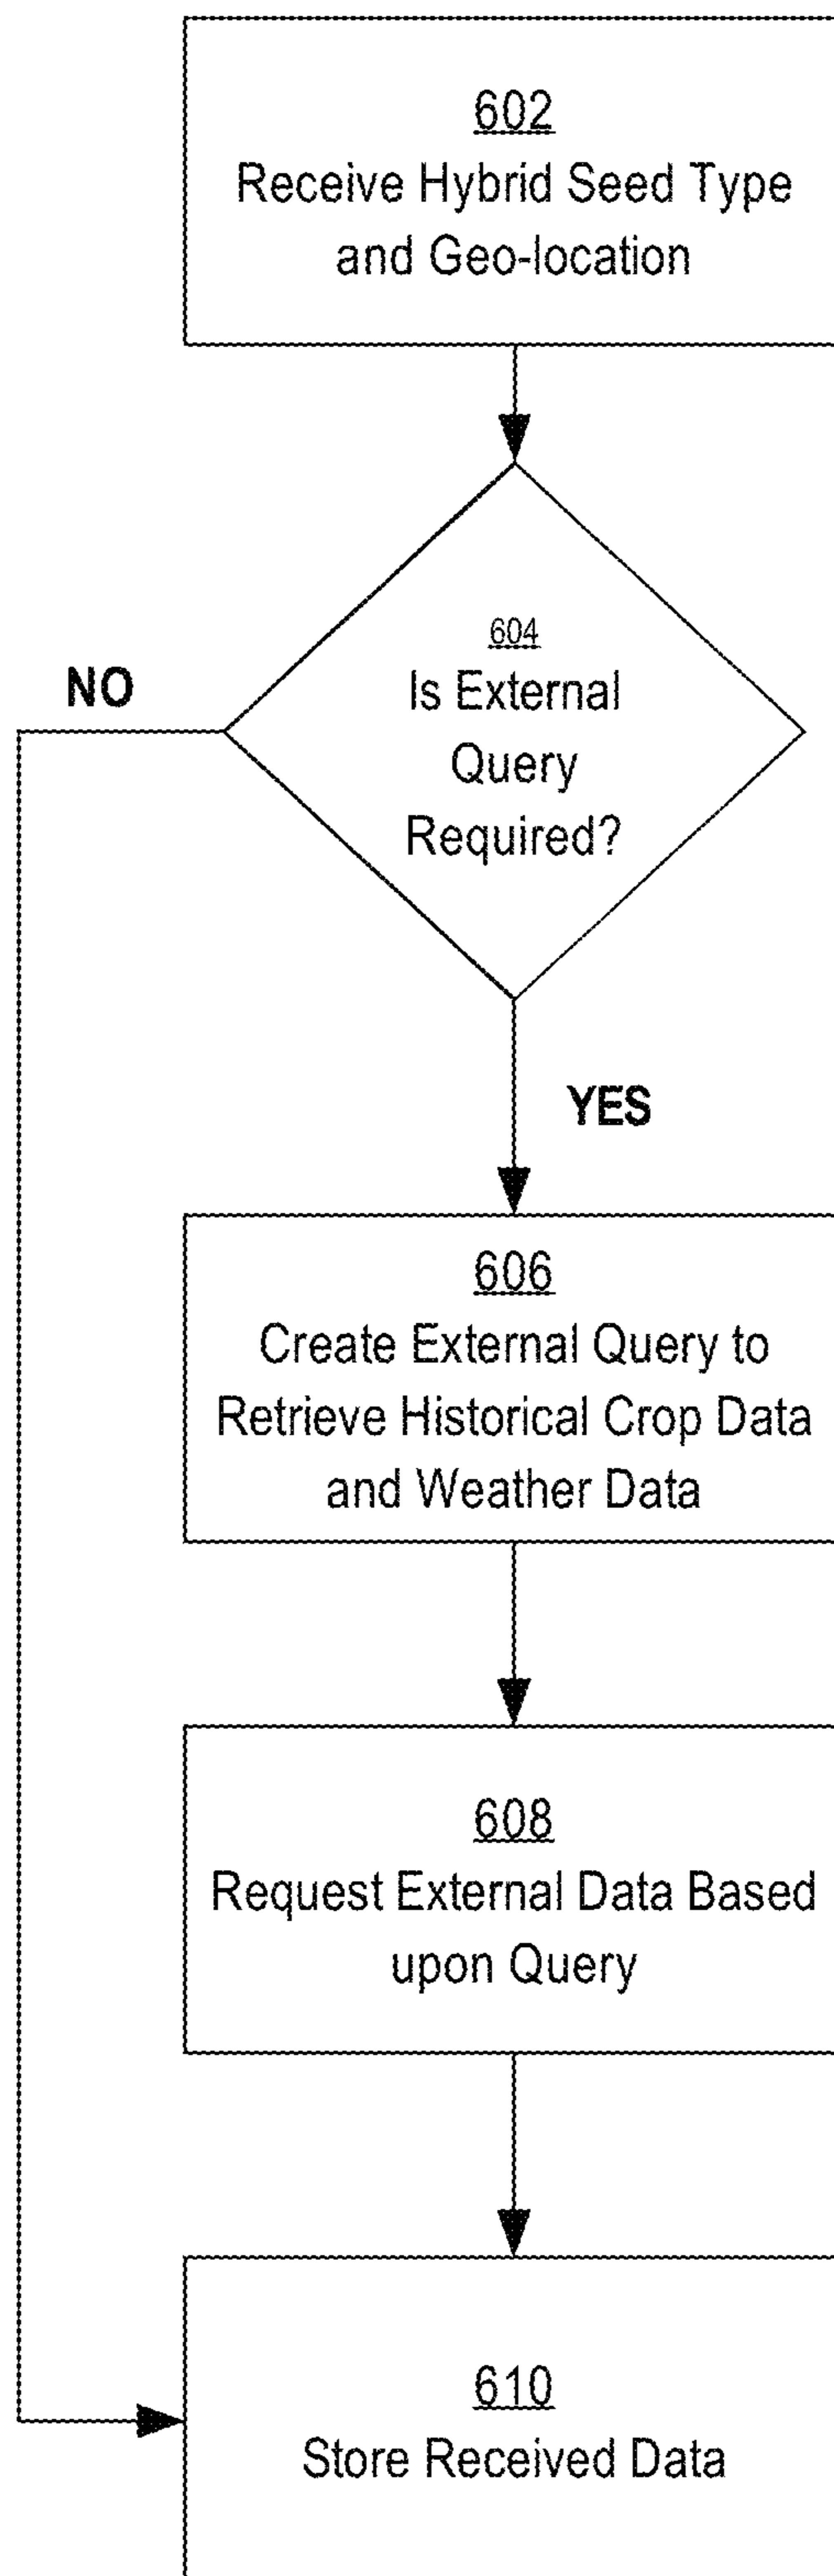 602
Receive Hybrid Seed Type
and Geo-location
604
Is External
Query
Required?
NO
YES
606
Create External Query to
Retrieve Historical Crop Data
and Weather Data
608
Request External Data Based
upon Query
610
Store Received Data